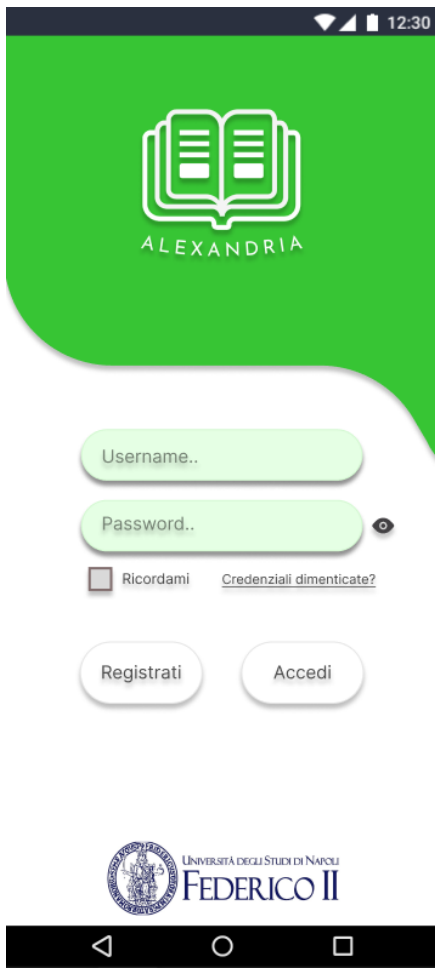 12:30
ALEXANDRIA
Username..
Password..
Ricordami Credenziali dimenticate?
Registrati Accedi
UNIVERSITÀ DEGLI STUDI DI NAPOLI
FEDERICO II